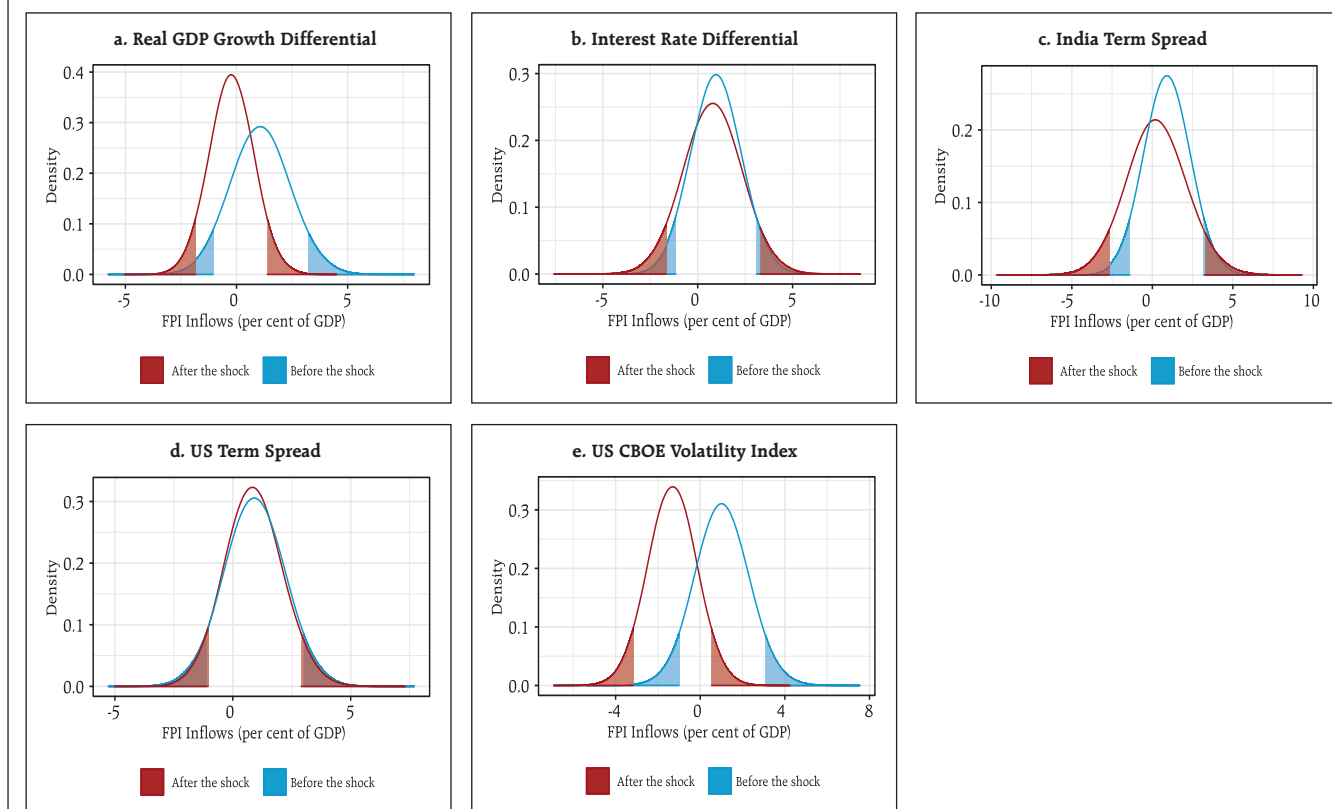 a. Real GDP Growth Differential
0.4
0.3
0.2
0.1
0.0
Density
-5 0 5
FPI Inflows (per cent of GDP)
After the shock Before the shock
b. Interest Rate Differential
0.3
0.2
0.1
0.0
Density
-5 0 5
FPI Inflows (per cent of GDP)
After the shock Before the shock
c. India Term Spread
0.2
0.1
0.0
Density
-10 -5 0 5 10
FPI Inflows (per cent of GDP)
After the shock Before the shock
d. US Term Spread
0.3
0.2
0.1
0.0
Density
-5 0 5
FPI Inflows (per cent of GDP)
After the shock Before the shock
e. US CBOE Volatility Index
0.3
0.2
0.1
0.0
Density
-4 0 4 8
FPI Inflows (per cent of GDP)
After the shock Before the shock